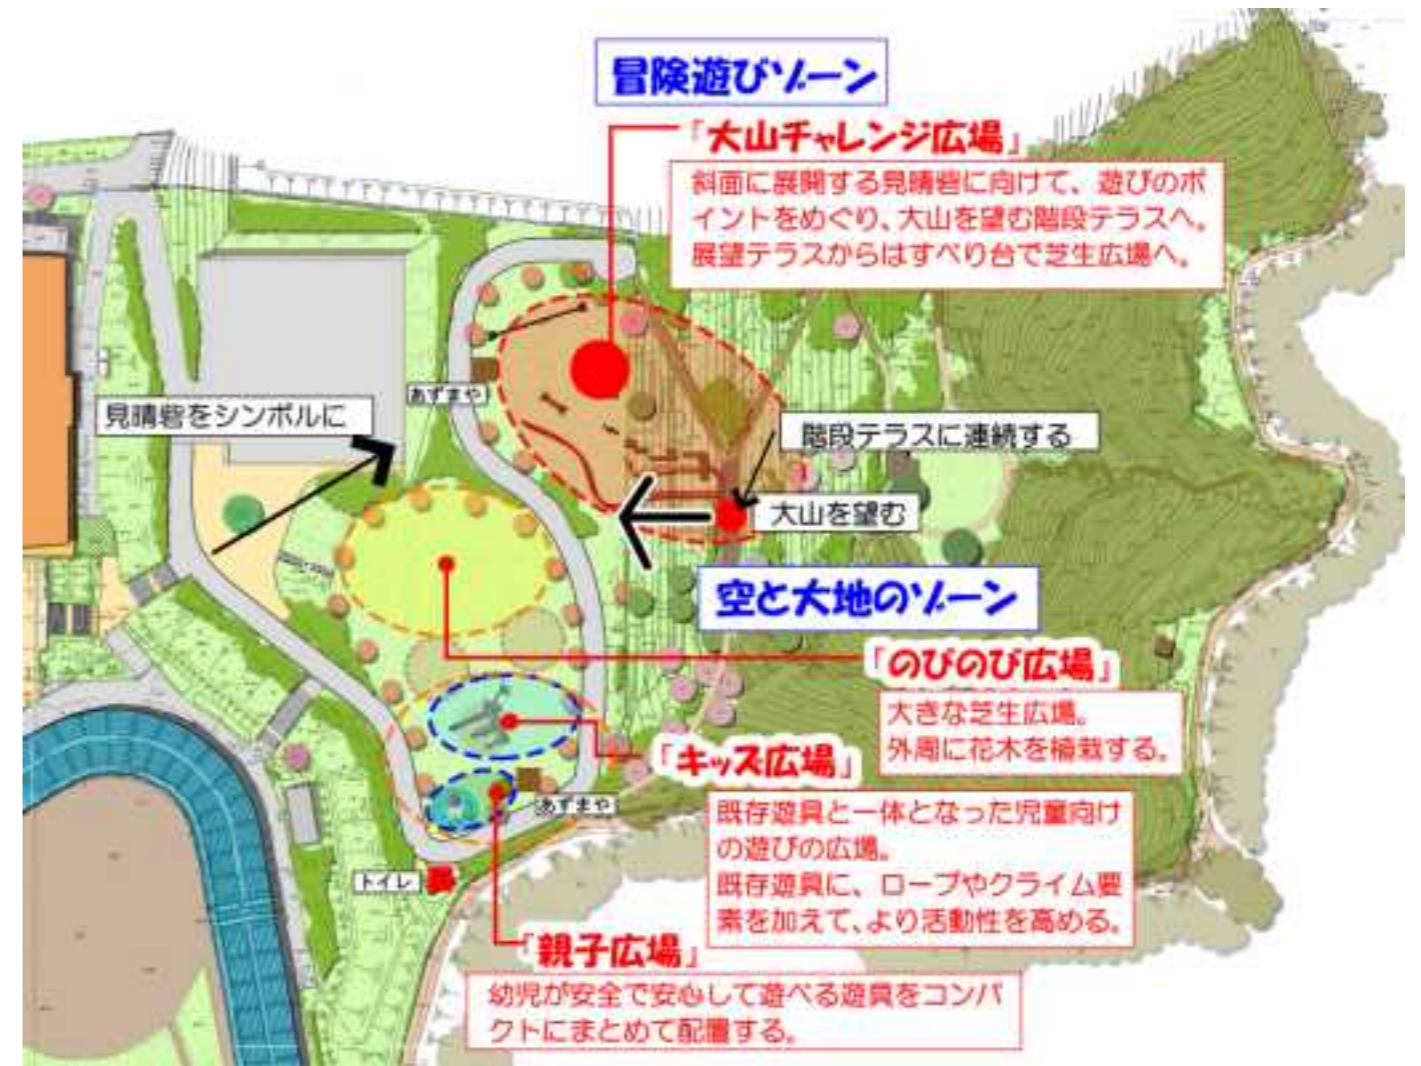 冒険遊びゾーン
「大山チャレンジ広場」
斜面に展開する見晴砦に向けて、遊びのポ
イントをめぐり、大山を望む階段テラスへ。
展望テラスからはすべり台で芝生広場へ。
あずまや
見晴砦をシンボルに
階段テラスに連続する
大山を望む
空と大地のゾーン
「のびのび広場」
大きな芝生広場。
外周に花木を植栽する。
「キッズ広場」
既存遊具と一体となった児童向け
の遊びの広場。
既存遊具に、ロープやクライム要
素を加えて、より活動性を高める。
あずまや
トイレ
「親子広場」
幼児が安全で安心して遊べる遊具をコンパ
クトにまとめて配置する。